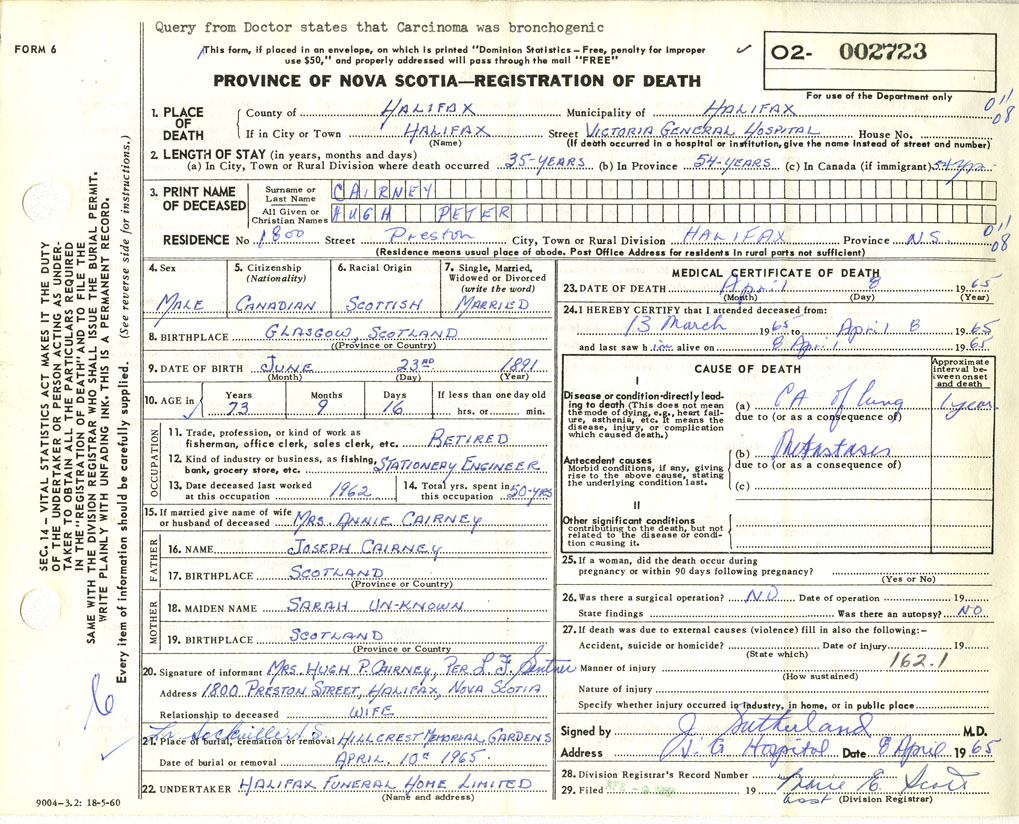 Query from Doctor states that Carcinoma was bronchogenic
FORM 6
This form, if placed in an envelope, on which is printed "Dominion Statistics – Free, penalty for improper
use $50," and properly addressed will pass through the mail "FREE"
O2- 002723
For use of the Department only
PROVINCE OF NOVA SCOTIA—REGISTRATION OF DEATH
011
08
1. PLACE OF DEATH
County of HALIFAX Municipality of HALIFAX
If in City or Town HALIFAX Street VICTORIA GENERAL HOSPITAL House No.
(Name) (If death occurred in a hospital or institution, give the name instead of street and number)
2. LENGTH OF STAY (in years, months and days)
(a) In City, Town or Rural Division where death occurred 35-YEARS (b) In Province 54-YEARS (c) In Canada (if immigrant) 54 yrs.
3. PRINT NAME OF DECEASED
Surname or Last Name CAIRNEY
All Given or Christian Names HUGH PETER
011
08
RESIDENCE No 1800 Street Preston City, Town or Rural Division HALIFAX Province N.S.
(Residence means usual place of abode. Post Office Address for residents in rural parts not sufficient)
4. Sex
MALE
5. Citizenship
(Nationality)
CANADIAN
6. Racial Origin
SCOTTISH
7. Single, Married,
Widowed or Divorced
(write the word)
MARRIED
8. BIRTHPLACE GLASGOW, SCOTLAND
(Province or Country)
9. DATE OF BIRTH JUNE 23RD 1891
(Month) (Day) (Year)
10. AGE in
Years 73
Months 9
Days 16
If less than one day old
hrs. or min.
OCCUPATION
11. Trade, profession, or kind of work as
fisherman, office clerk, sales clerk, etc. RETIRED
12. Kind of industry or business, as fishing,
bank, grocery store, etc. STATIONERY ENGINEER
13. Date deceased last worked
at this occupation 1962
14. Total yrs. spent in
this occupation 50-YRS
15. If married give name of wife
or husband of deceased MRS. ANNIE CAIRNEY
FATHER
16. NAME JOSEPH CAIRNEY
17. BIRTHPLACE SCOTLAND
(Province or Country)
MOTHER
18. MAIDEN NAME SARAH UN-KNOWN
19. BIRTHPLACE SCOTLAND
(Province or Country)
20. Signature of informant MRS. HUGH P. CAIRNEY, PER L. F.
Address 1800 PRESTON STREET, HALIFAX, NOVA SCOTIA
Relationship to deceased WIFE
21. Place of burial, cremation or removal HILLCREST MEMORIAL GARDENS
Date of burial or removal APRIL. 10th 1965.
22. UNDERTAKER HALIFAX FUNERAL HOME LIMITED
(Name and address)
MEDICAL CERTIFICATE OF DEATH
23. DATE OF DEATH April 8 1965
(Month) (Day) (Year)
24. I HEREBY CERTIFY that I attended deceased from:
13 March 1965 to April 8 1965
and last saw him alive on 8 April 1965
CAUSE OF DEATH
Approximate
interval be-
tween onset
and death
I
Disease or condition-directly lead-
ing to death (This does not mean
the mode of dying, e.g., heart fail-
ure, asthenia, etc. It means the
disease, injury, or complication
which caused death.)
(a) CA of lung 1 year
due to (or as a consequence of)
Antecedent causes
Morbid conditions, if any, giving
rise to the above cause, stating
the underlying condition last.
(b) Metastases
due to (or as a consequence of)
(c)
II
Other significant conditions
contributing to the death, but not
related to the disease or condi-
tion causing it.
25. If a woman, did the death occur during
pregnancy or within 90 days following pregnancy?
(Yes or No)
26. Was there a surgical operation? NO Date of operation 19
State findings Was there an autopsy? NO
27. If death was due to external causes (violence) fill in also the following:-
Accident, suicide or homicide? Date of injury 19
(State which)
162.1
Manner of injury
(How sustained)
Nature of injury
Specify whether injury occurred in industry, in home, or in public place
Signed by J Sutherland M.D.
Address V. G Hospital Date 8 April 1965
28. Division Registrar's Record Number
29. Filed 19 Marie E. Scott
asst (Division Registrar)
SEC. 14 – VITAL STATISTICS ACT MAKES IT THE DUTY
OF THE UNDERTAKER OR PERSON ACTING AS UNDER-
TAKER TO OBTAIN ALL THE PARTICULARS REQUIRED
IN THE "REGISTRATION OF DEATH" AND TO FILE THE
SAME WITH THE DIVISION REGISTRAR WHO SHALL ISSUE THE BURIAL PERMIT.
WRITE PLAINLY WITH UNFADING INK. THIS IS A PERMANENT RECORD.
Every item of information should be carefully supplied. (See reverse side for instructions.)
6
9004-3.2: 18-5-60